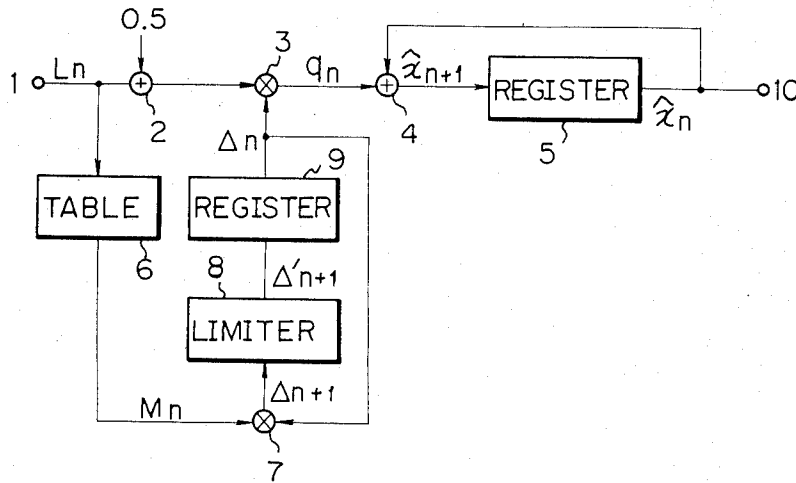 0.5
3
1 Ln qn x̂n+1 REGISTER 10
2 4 x̂n
Δn 5
9
TABLE REGISTER
6 8 Δ'n+1
LIMITER
Δn+1
Mn
7